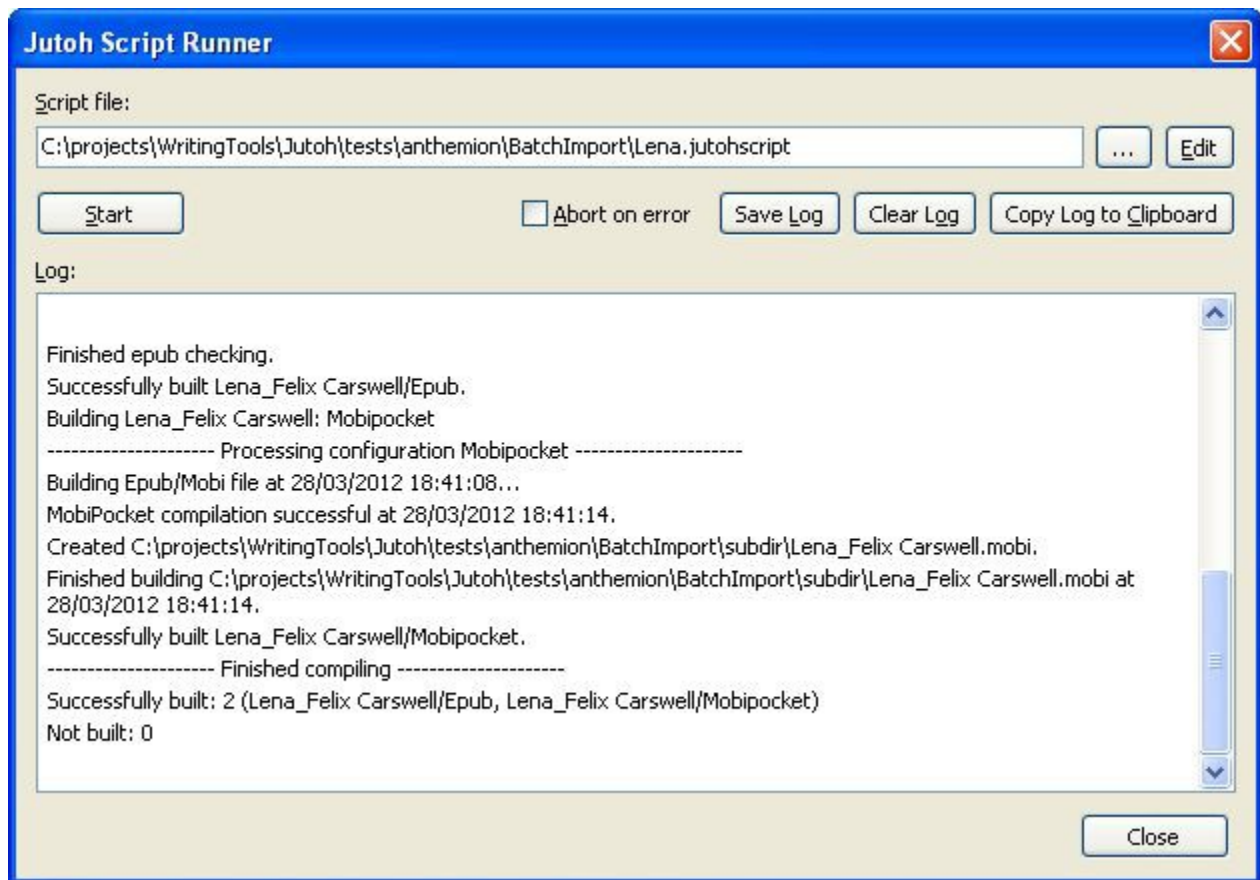 Jutoh Script Runner
Script file:
C:\projects\WritingTools\Jutoh\tests\anthemion\BatchImport\Lena.jutohscript
...
Edit
Start
Abort on error
Save Log
Clear Log
Copy Log to Clipboard
Log:
Finished epub checking.
Successfully built Lena_Felix Carswell/Epub.
Building Lena_Felix Carswell: Mobipocket
--------------------- Processing configuration Mobipocket ---------------------
Building Epub/Mobi file at 28/03/2012 18:41:08...
MobiPocket compilation successful at 28/03/2012 18:41:14.
Created C:\projects\WritingTools\Jutoh\tests\anthemion\BatchImport\subdir\Lena_Felix Carswell.mobi.
Finished building C:\projects\WritingTools\Jutoh\tests\anthemion\BatchImport\subdir\Lena_Felix Carswell.mobi at
28/03/2012 18:41:14.
Successfully built Lena_Felix Carswell/Mobipocket.
--------------------- Finished compiling ---------------------
Successfully built: 2 (Lena_Felix Carswell/Epub, Lena_Felix Carswell/Mobipocket)
Not built: 0
Close